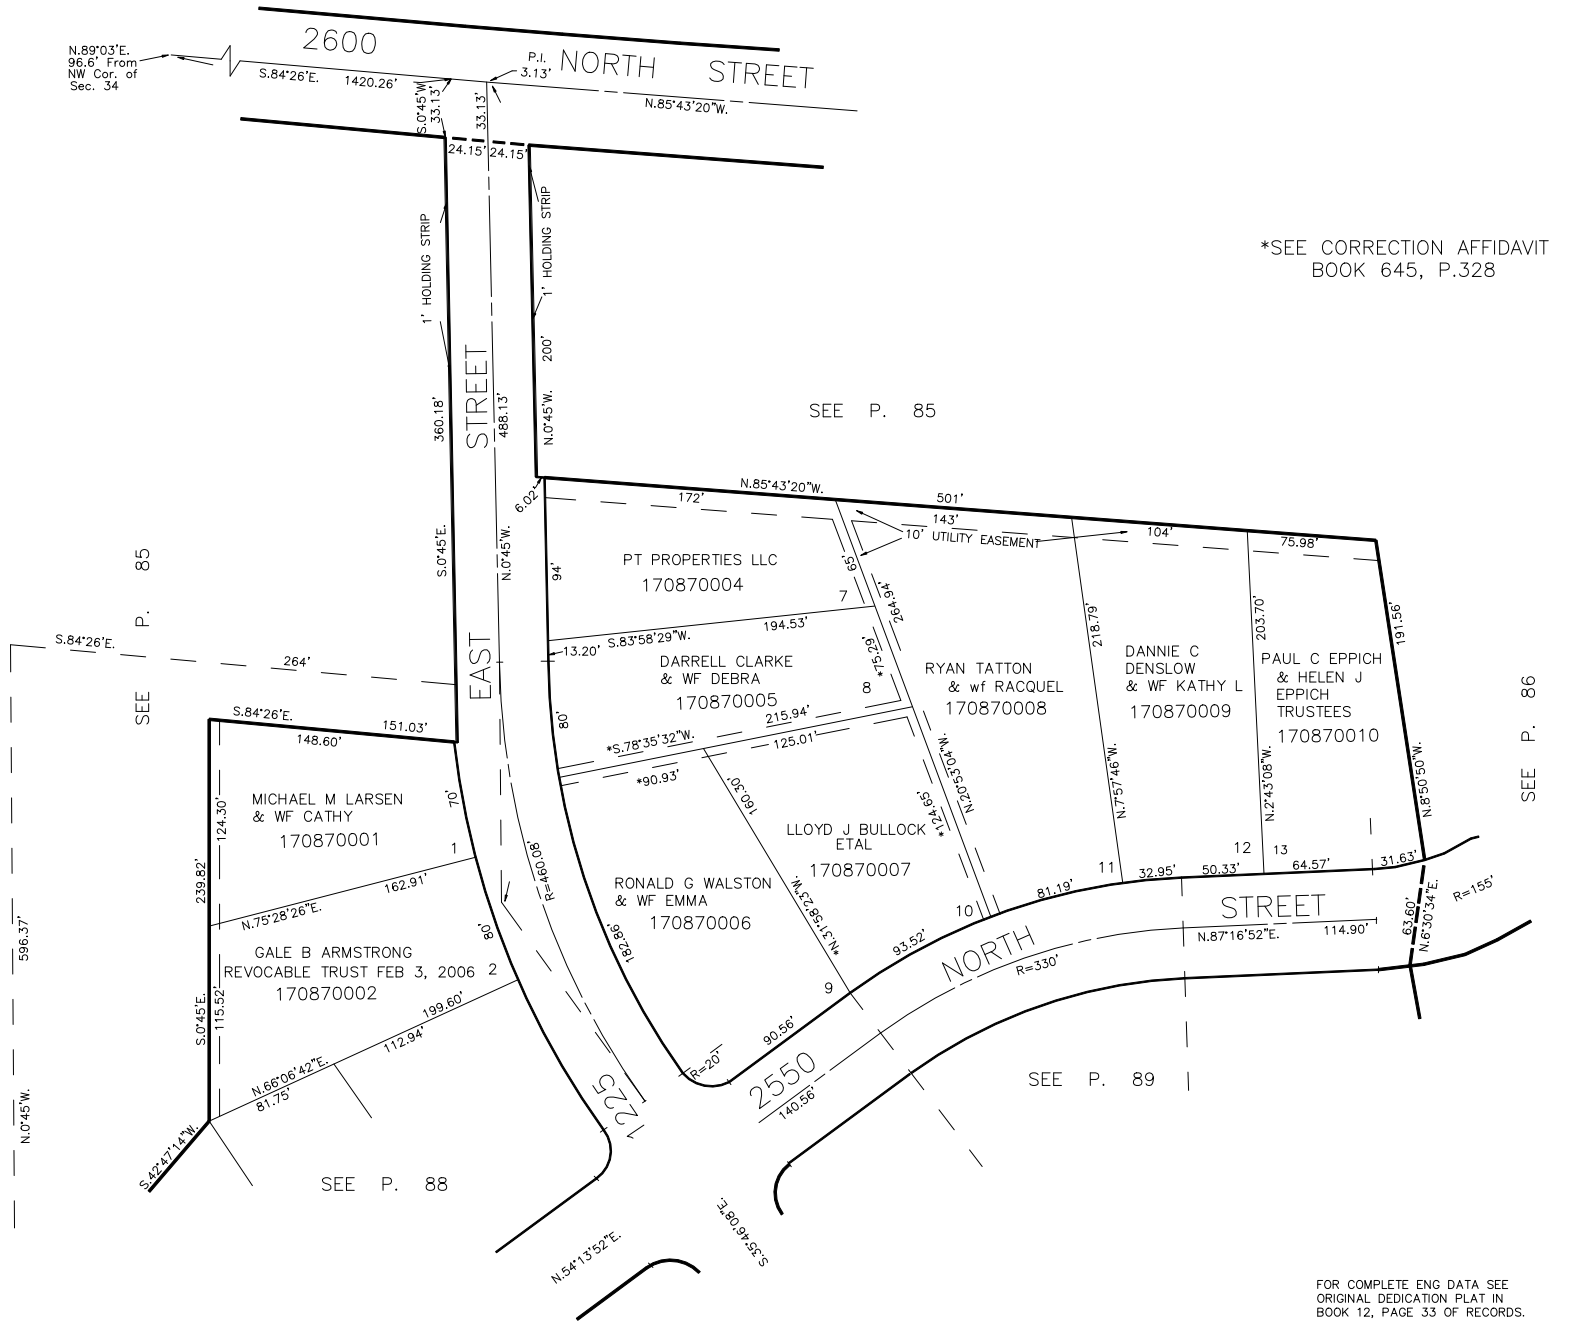 2600 NORTH STREET
N.89°03'E.
96.6' From
NW Cor. of
Sec. 34
S.84°26'E. 1420.26'
P.I.
3.13'
N.85°43'20"W.
S.0°45'W
33.13'
33.13'
24.15' 24.15'
1' HOLDING STRIP
1' HOLDING STRIP
*SEE CORRECTION AFFIDAVIT
BOOK 645, P.328
200'
N.0°45'W.
360.18'
S.0°45'E.
EAST STREET
488.13'
N.0°45'W.
SEE P. 85
6.02'
N.85°43'20"W.
501'
172'
143'
104'
75.98'
10' UTILITY EASEMENT
PT PROPERTIES LLC
170870004
7
94'
65'
264.94'
S.83°58'29"W. 194.53'
13.20'
DARRELL CLARKE
& WF DEBRA
170870005
8
*75.29'
80'
215.94'
*S.78°35'32"W.
125.01'
*90.93'
RYAN TATTON
& wf RACQUEL
170870008
218.79'
N.7°57'46"W.
DANNIE C
DENSLOW
& WF KATHY L
170870009
203.70'
N.2°43'08"W.
PAUL C EPPICH
& HELEN J
EPPICH
TRUSTEES
170870010
191.56'
N.8°50'50"W.
SEE P. 86
SEE P. 85
S.84°26'E.
264'
S.84°26'E.
151.03'
148.60'
MICHAEL M LARSEN
& WF CATHY
170870001
1
70'
124.30'
239.82'
162.91'
N.75°28'26"E.
GALE B ARMSTRONG
REVOCABLE TRUST FEB 3, 2006
170870002
2
80'
115.52'
S.0°45'E.
199.60'
112.94'
N.66°06'42"E.
81.75'
596.37'
N.0°45'W.
S.42°47'14"W.
SEE P. 88
R=460.08'
182.86'
RONALD G WALSTON
& WF EMMA
170870006
9
160.30'
*N.31°58'23"W.
LLOYD J BULLOCK
ETAL
170870007
10
*124.65'
N.20°53'04"W.
11
12
13
81.19'
32.95'
50.33'
64.57'
31.63'
93.52'
90.56'
R=20'
2550 NORTH STREET
140.56'
R=330'
N.87°16'52"E.
114.90'
63.60'
N.6°30'34"E.
R=155'
1225
SEE P. 89
S.35°46'08"E.
N.54°13'52"E.
FOR COMPLETE ENG DATA SEE
ORIGINAL DEDICATION PLAT IN
BOOK 12, PAGE 33 OF RECORDS.